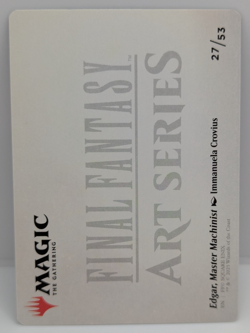 MAGIC
THE GATHERING
FINAL FANTASY
ART SERIES
27/53
Edgar, Master Machinist Immanuela Crovius